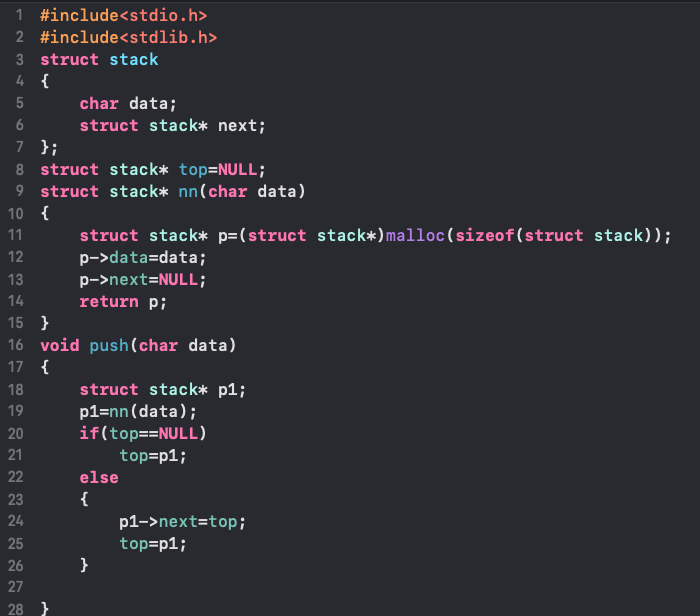 1 #include<stdio.h>
2 #include<stdlib.h>
3 struct stack
4 {
5     char data;
6     struct stack* next;
7 };
8 struct stack* top=NULL;
9 struct stack* nn(char data)
10 {
11     struct stack* p=(struct stack*)malloc(sizeof(struct stack));
12     p->data=data;
13     p->next=NULL;
14     return p;
15 }
16 void push(char data)
17 {
18     struct stack* p1;
19     p1=nn(data);
20     if(top==NULL)
21         top=p1;
22     else
23     {
24         p1->next=top;
25         top=p1;
26     }
27
28 }